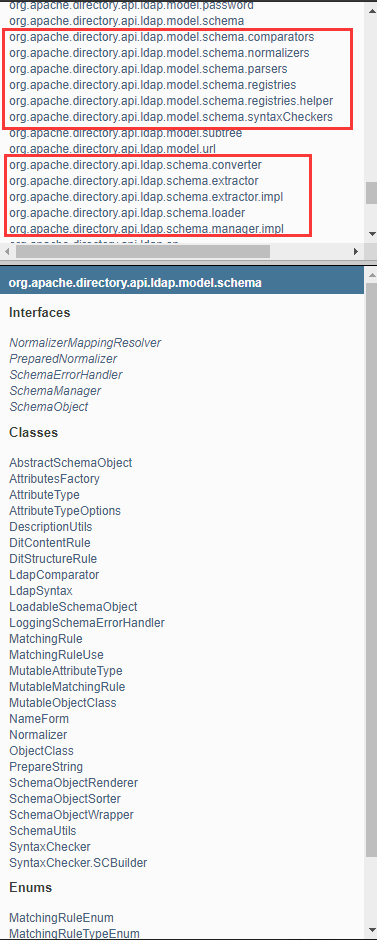 org.apache.directory.api.ldap.model.password
org.apache.directory.api.ldap.model.schema
org.apache.directory.api.ldap.model.schema.comparators
org.apache.directory.api.ldap.model.schema.normalizers
org.apache.directory.api.ldap.model.schema.parsers
org.apache.directory.api.ldap.model.schema.registries
org.apache.directory.api.ldap.model.schema.registries.helper
org.apache.directory.api.ldap.model.schema.syntaxCheckers
org.apache.directory.api.ldap.model.subtree
org.apache.directory.api.ldap.model.url
org.apache.directory.api.ldap.schema.converter
org.apache.directory.api.ldap.schema.extractor
org.apache.directory.api.ldap.schema.extractor.impl
org.apache.directory.api.ldap.schema.loader
org.apache.directory.api.ldap.schema.manager.impl
org.apache.directory.api.ldap.model.schema
Interfaces
NormalizerMappingResolver
PreparedNormalizer
SchemaErrorHandler
SchemaManager
SchemaObject
Classes
AbstractSchemaObject
AttributesFactory
AttributeType
AttributeTypeOptions
DescriptionUtils
DitContentRule
DitStructureRule
LdapComparator
LdapSyntax
LoadableSchemaObject
LoggingSchemaErrorHandler
MatchingRule
MatchingRuleUse
MutableAttributeType
MutableMatchingRule
MutableObjectClass
NameForm
Normalizer
ObjectClass
PrepareString
SchemaObjectRenderer
SchemaObjectSorter
SchemaObjectWrapper
SchemaUtils
SyntaxChecker
SyntaxChecker.SCBuilder
Enums
MatchingRuleEnum
MatchingRuleTypeEnum